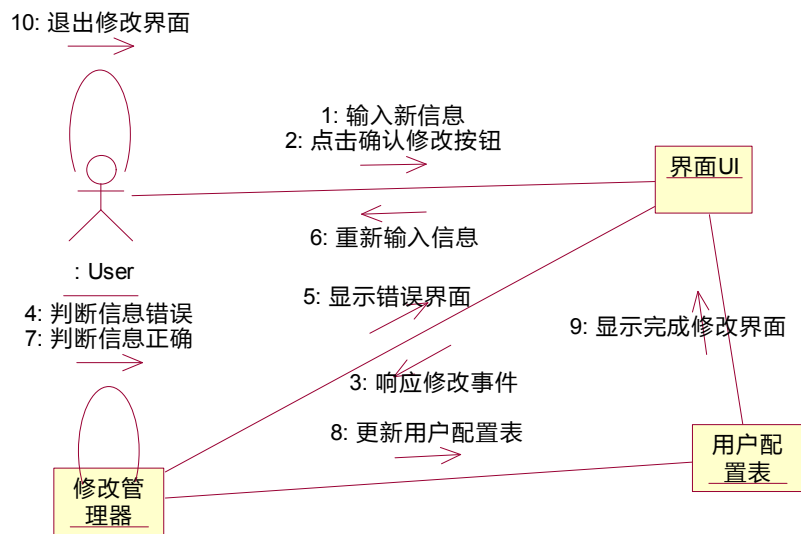 10: 退出修改界面
1: 输入新信息
2: 点击确认修改按钮
界面UI
6: 重新输入信息
: User
4: 判断信息错误
7: 判断信息正确
5: 显示错误界面
9: 显示完成修改界面
3: 响应修改事件
8: 更新用户配置表
用户配
置表
修改管
理器